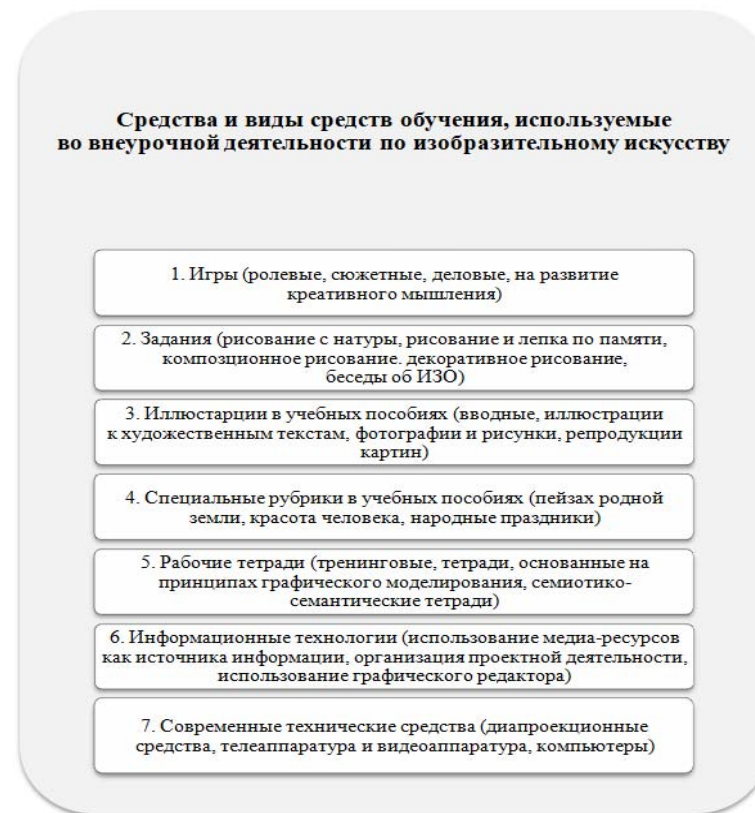 Средства и виды средств обучения, используемые
во внеурочной деятельности по изобразительному искусству
1. Игры (ролевые, сюжетные, деловые, на развитие
креативного мышления)
2. Задания (рисование с натуры, рисование и лепка по памяти,
композционное рисование. декоративное рисование,
беседы об ИЗО)
3. Иллюстарции в учебных пособиях (вводные, иллюстрации
к художественным текстам, фотографии и рисунки, репродукции
картин)
4. Специальные рубрики в учебных пособиях (пейзах родной
земли, красота человека, народные праздники)
5. Рабочие тетради (тренинговые, тетради, основанные на
принципах графического моделирования, семиотико-
семантические тетради)
6. Информационные технологии (использование медиа-ресурсов
как источника информации, организация проектной деятельности,
использование графического редактора)
7. Современные технические средства (диапроекционные
средства, телеаппаратура и видеоаппаратура, компьютеры)